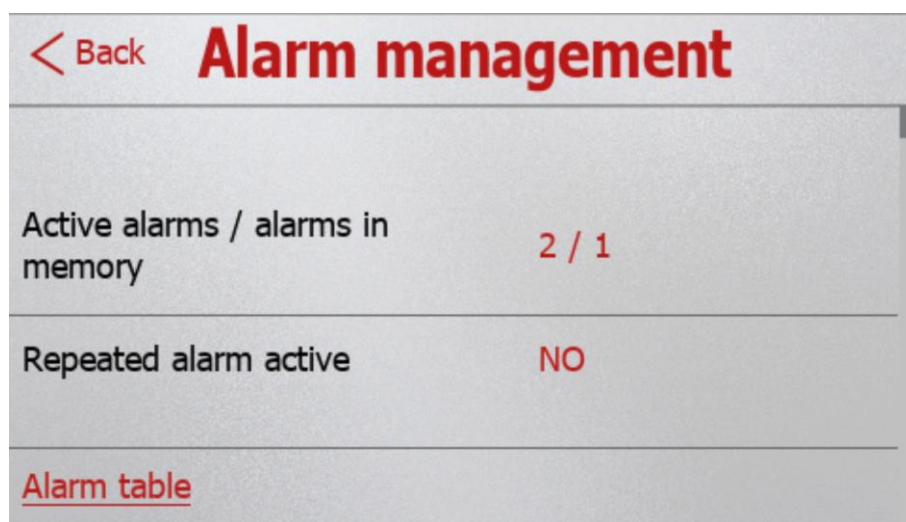 Back Alarm management
Active alarms / alarms in
memory
2 / 1
Repeated alarm active
NO
Alarm table